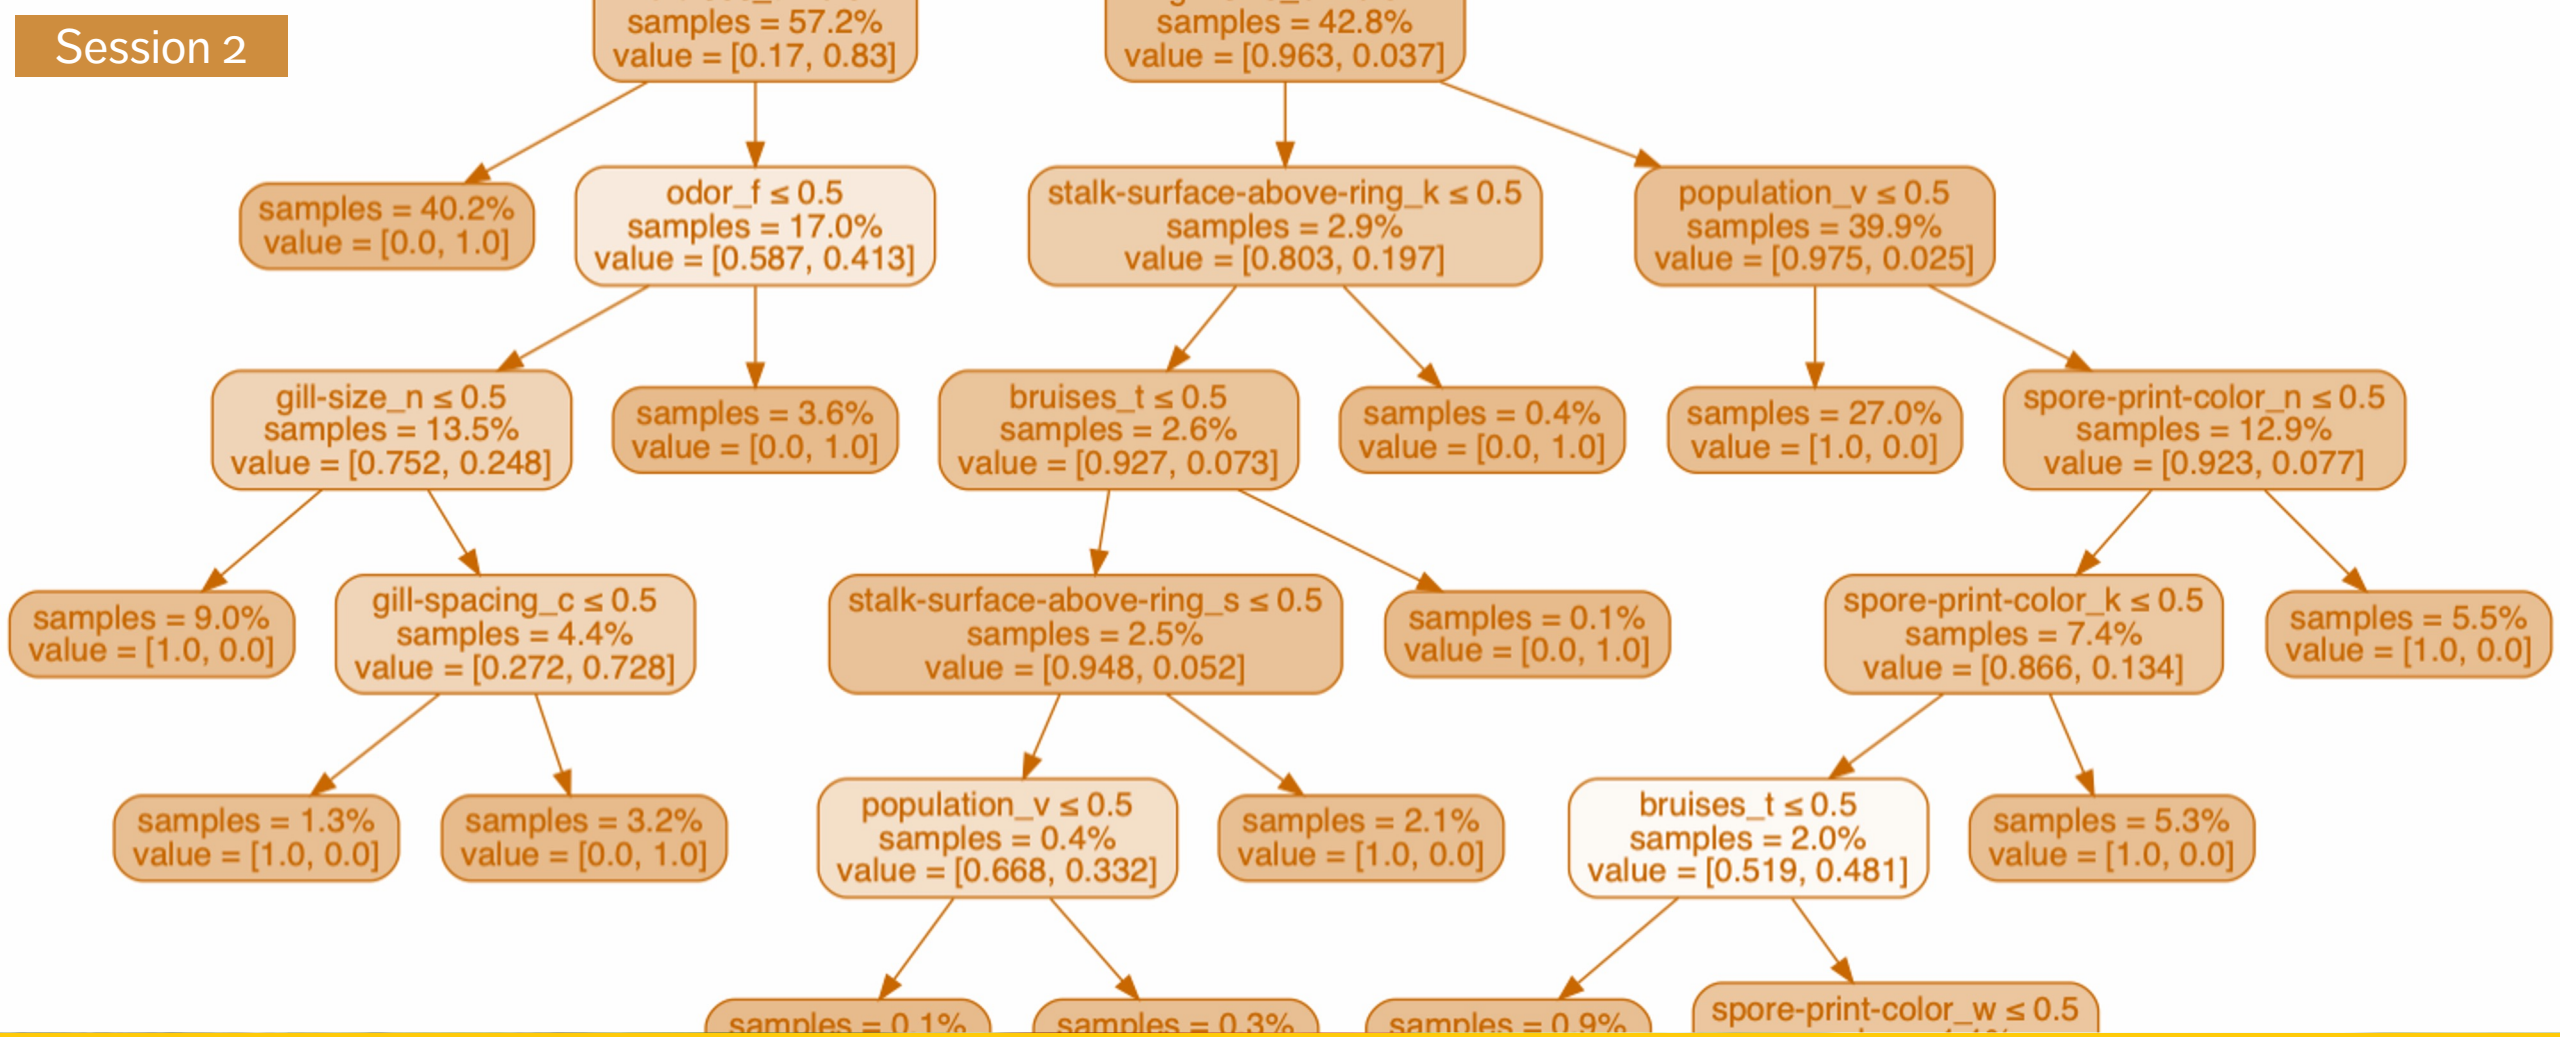 Session 2
samples = 57.2%
value = [0.17, 0.83]
samples = 42.8%
value = [0.963, 0.037]
samples = 40.2%
value = [0.0, 1.0]
odor_f ≤ 0.5
samples = 17.0%
value = [0.587, 0.413]
stalk-surface-above-ring_k ≤ 0.5
samples = 2.9%
value = [0.803, 0.197]
population_v ≤ 0.5
samples = 39.9%
value = [0.975, 0.025]
gill-size_n ≤ 0.5
samples = 13.5%
value = [0.752, 0.248]
samples = 3.6%
value = [0.0, 1.0]
bruises_t ≤ 0.5
samples = 2.6%
value = [0.927, 0.073]
samples = 0.4%
value = [0.0, 1.0]
samples = 27.0%
value = [1.0, 0.0]
spore-print-color_n ≤ 0.5
samples = 12.9%
value = [0.923, 0.077]
samples = 9.0%
value = [1.0, 0.0]
gill-spacing_c ≤ 0.5
samples = 4.4%
value = [0.272, 0.728]
stalk-surface-above-ring_s ≤ 0.5
samples = 2.5%
value = [0.948, 0.052]
samples = 0.1%
value = [0.0, 1.0]
spore-print-color_k ≤ 0.5
samples = 7.4%
value = [0.866, 0.134]
samples = 5.5%
value = [1.0, 0.0]
samples = 1.3%
value = [1.0, 0.0]
samples = 3.2%
value = [0.0, 1.0]
population_v ≤ 0.5
samples = 0.4%
value = [0.668, 0.332]
samples = 2.1%
value = [1.0, 0.0]
bruises_t ≤ 0.5
samples = 2.0%
value = [0.519, 0.481]
samples = 5.3%
value = [1.0, 0.0]
samples = 0.1%
samples = 0.3%
samples = 0.9%
spore-print-color_w ≤ 0.5